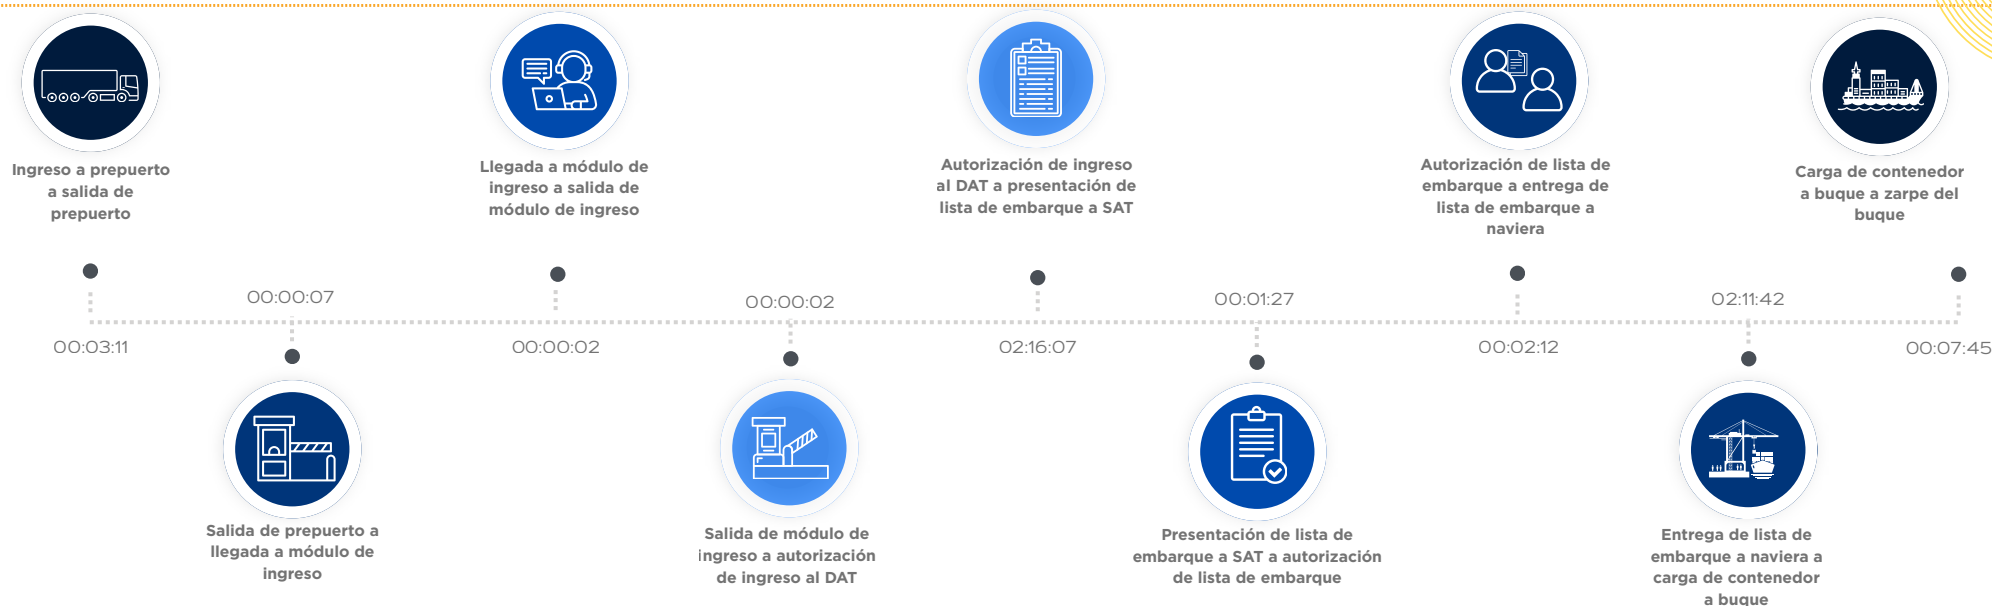 Ingreso a prepuerto
a salida de
prepuerto
Llegada a módulo de
ingreso a salida de
módulo de ingreso
Autorización de ingreso
al DAT a presentación de
lista de embarque a SAT
Autorización de lista de
embarque a entrega de
lista de embarque a
naviera
Carga de contenedor
a buque a zarpe del
buque
00:00:07
00:00:02
00:01:27
02:11:42
00:03:11
00:00:02
02:16:07
00:02:12
00:07:45
Salida de prepuerto a
llegada a módulo de
ingreso
Salida de módulo de
ingreso a autorización
de ingreso al DAT
Presentación de lista de
embarque a SAT a autorización
de lista de embarque
Entrega de lista de
embarque a naviera a
carga de contenedor
a buque